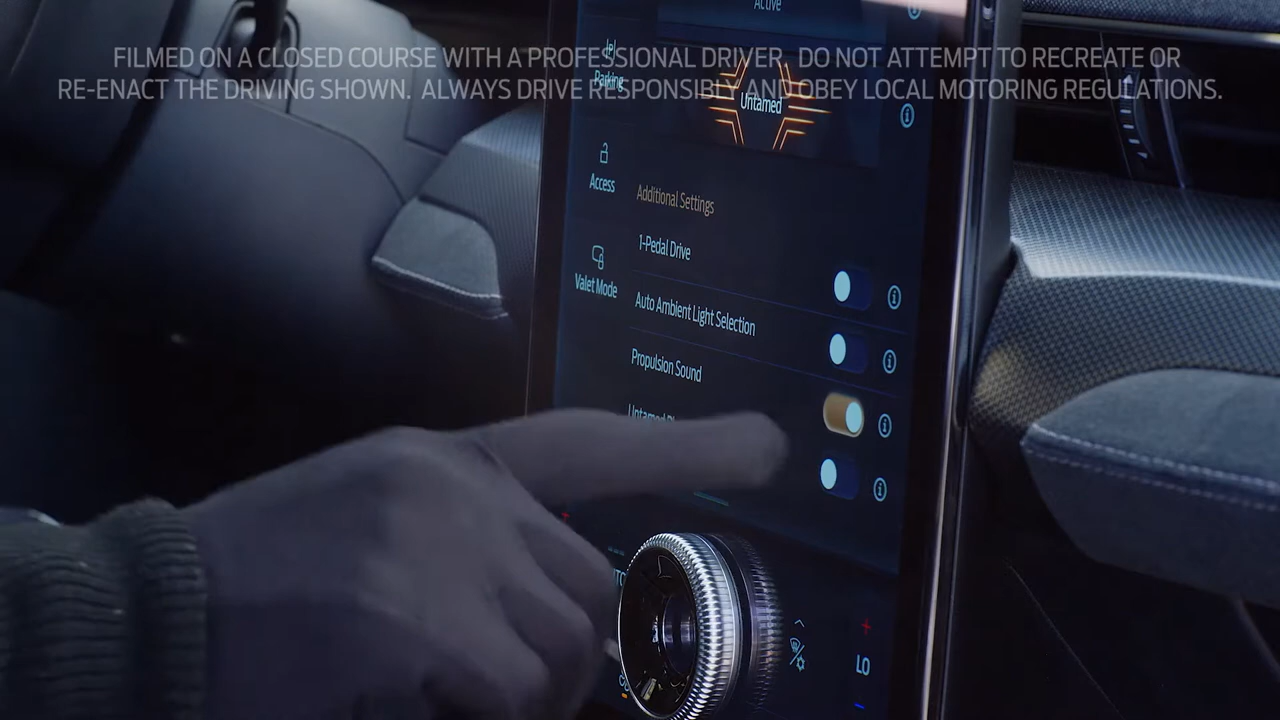 FILMED ON A CLOSED COURSE WITH A PROFESSIONAL DRIVER. DO NOT ATTEMPT TO RECREATE OR
RE-ENACT THE DRIVING SHOWN. ALWAYS DRIVE RESPONSIBLY AND OBEY LOCAL MOTORING REGULATIONS.
Active
Parking
Untamed
Access
Additional Settings
1-Pedal Drive
Valet Mode
Auto Ambient Light Selection
Propulsion Sound
Untamed
LO